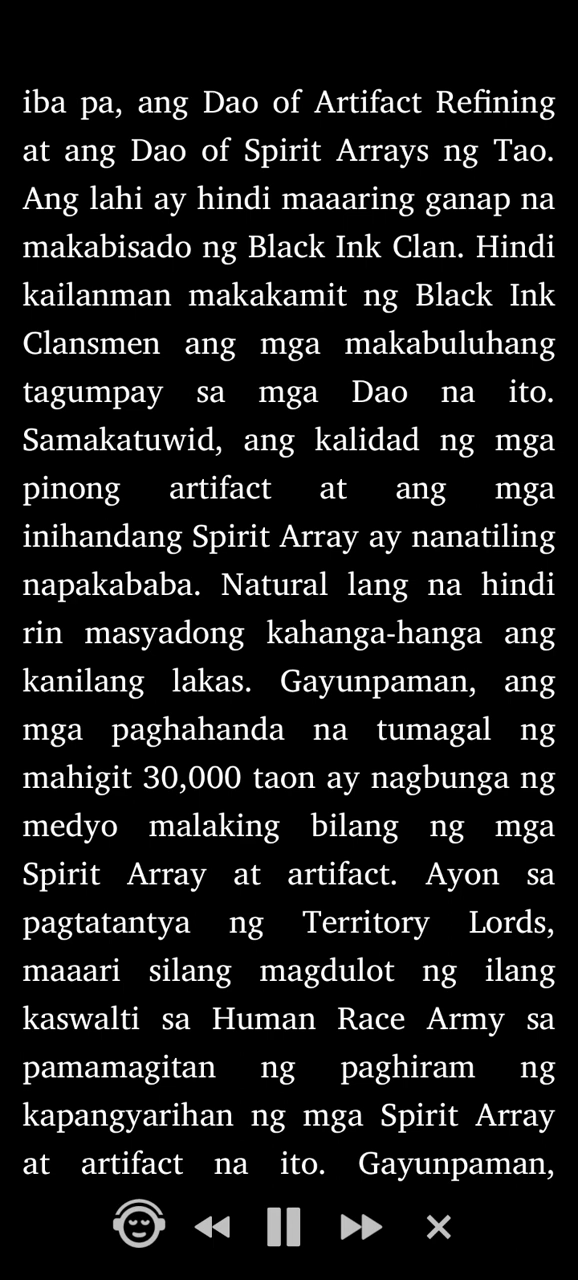 iba pa, ang Dao of Artifact Refining
at ang Dao of Spirit Arrays ng Tao.
Ang lahi ay hindi maaaring ganap na
makabisado ng Black Ink Clan. Hindi
kailanman makakamit ng Black Ink
Clansmen ang mga makabuluhang
tagumpay sa mga Dao na ito.
Samakatuwid, ang kalidad ng mga
pinong artifact at ang mga
inihandang Spirit Array ay nanatiling
napakababa. Natural lang na hindi
rin masyadong kahanga-hanga ang
kanilang lakas. Gayunpaman, ang
mga paghahanda na tumagal ng
mahigit 30,000 taon ay nagbunga ng
medyo malaking bilang ng mga
Spirit Array at artifact. Ayon sa
pagtatantya ng Territory Lords,
maaari silang magdulot ng ilang
kaswalti sa Human Race Army sa
pamamagitan ng paghiram ng
kapangyarihan ng mga Spirit Array
at artifact na ito. Gayunpaman,